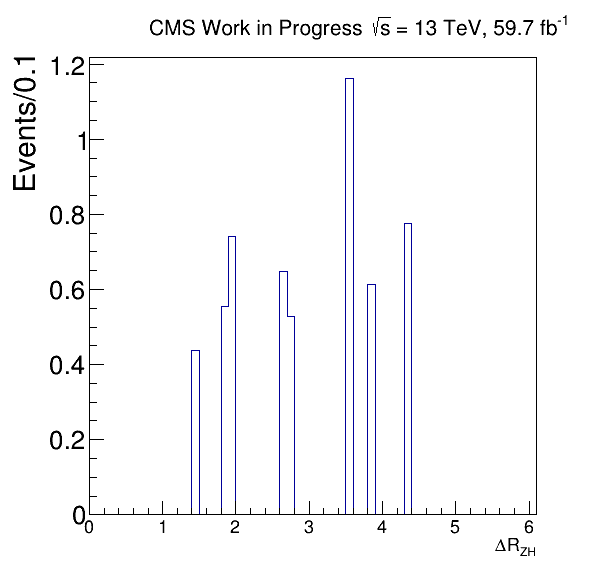 CMS Work in Progress √s = 13 TeV, 59.7 fb⁻¹
Events/0.1
1.2
1
0.8
0.6
0.4
0.2
0
0 1 2 3 4 5 6
ΔR_ZH